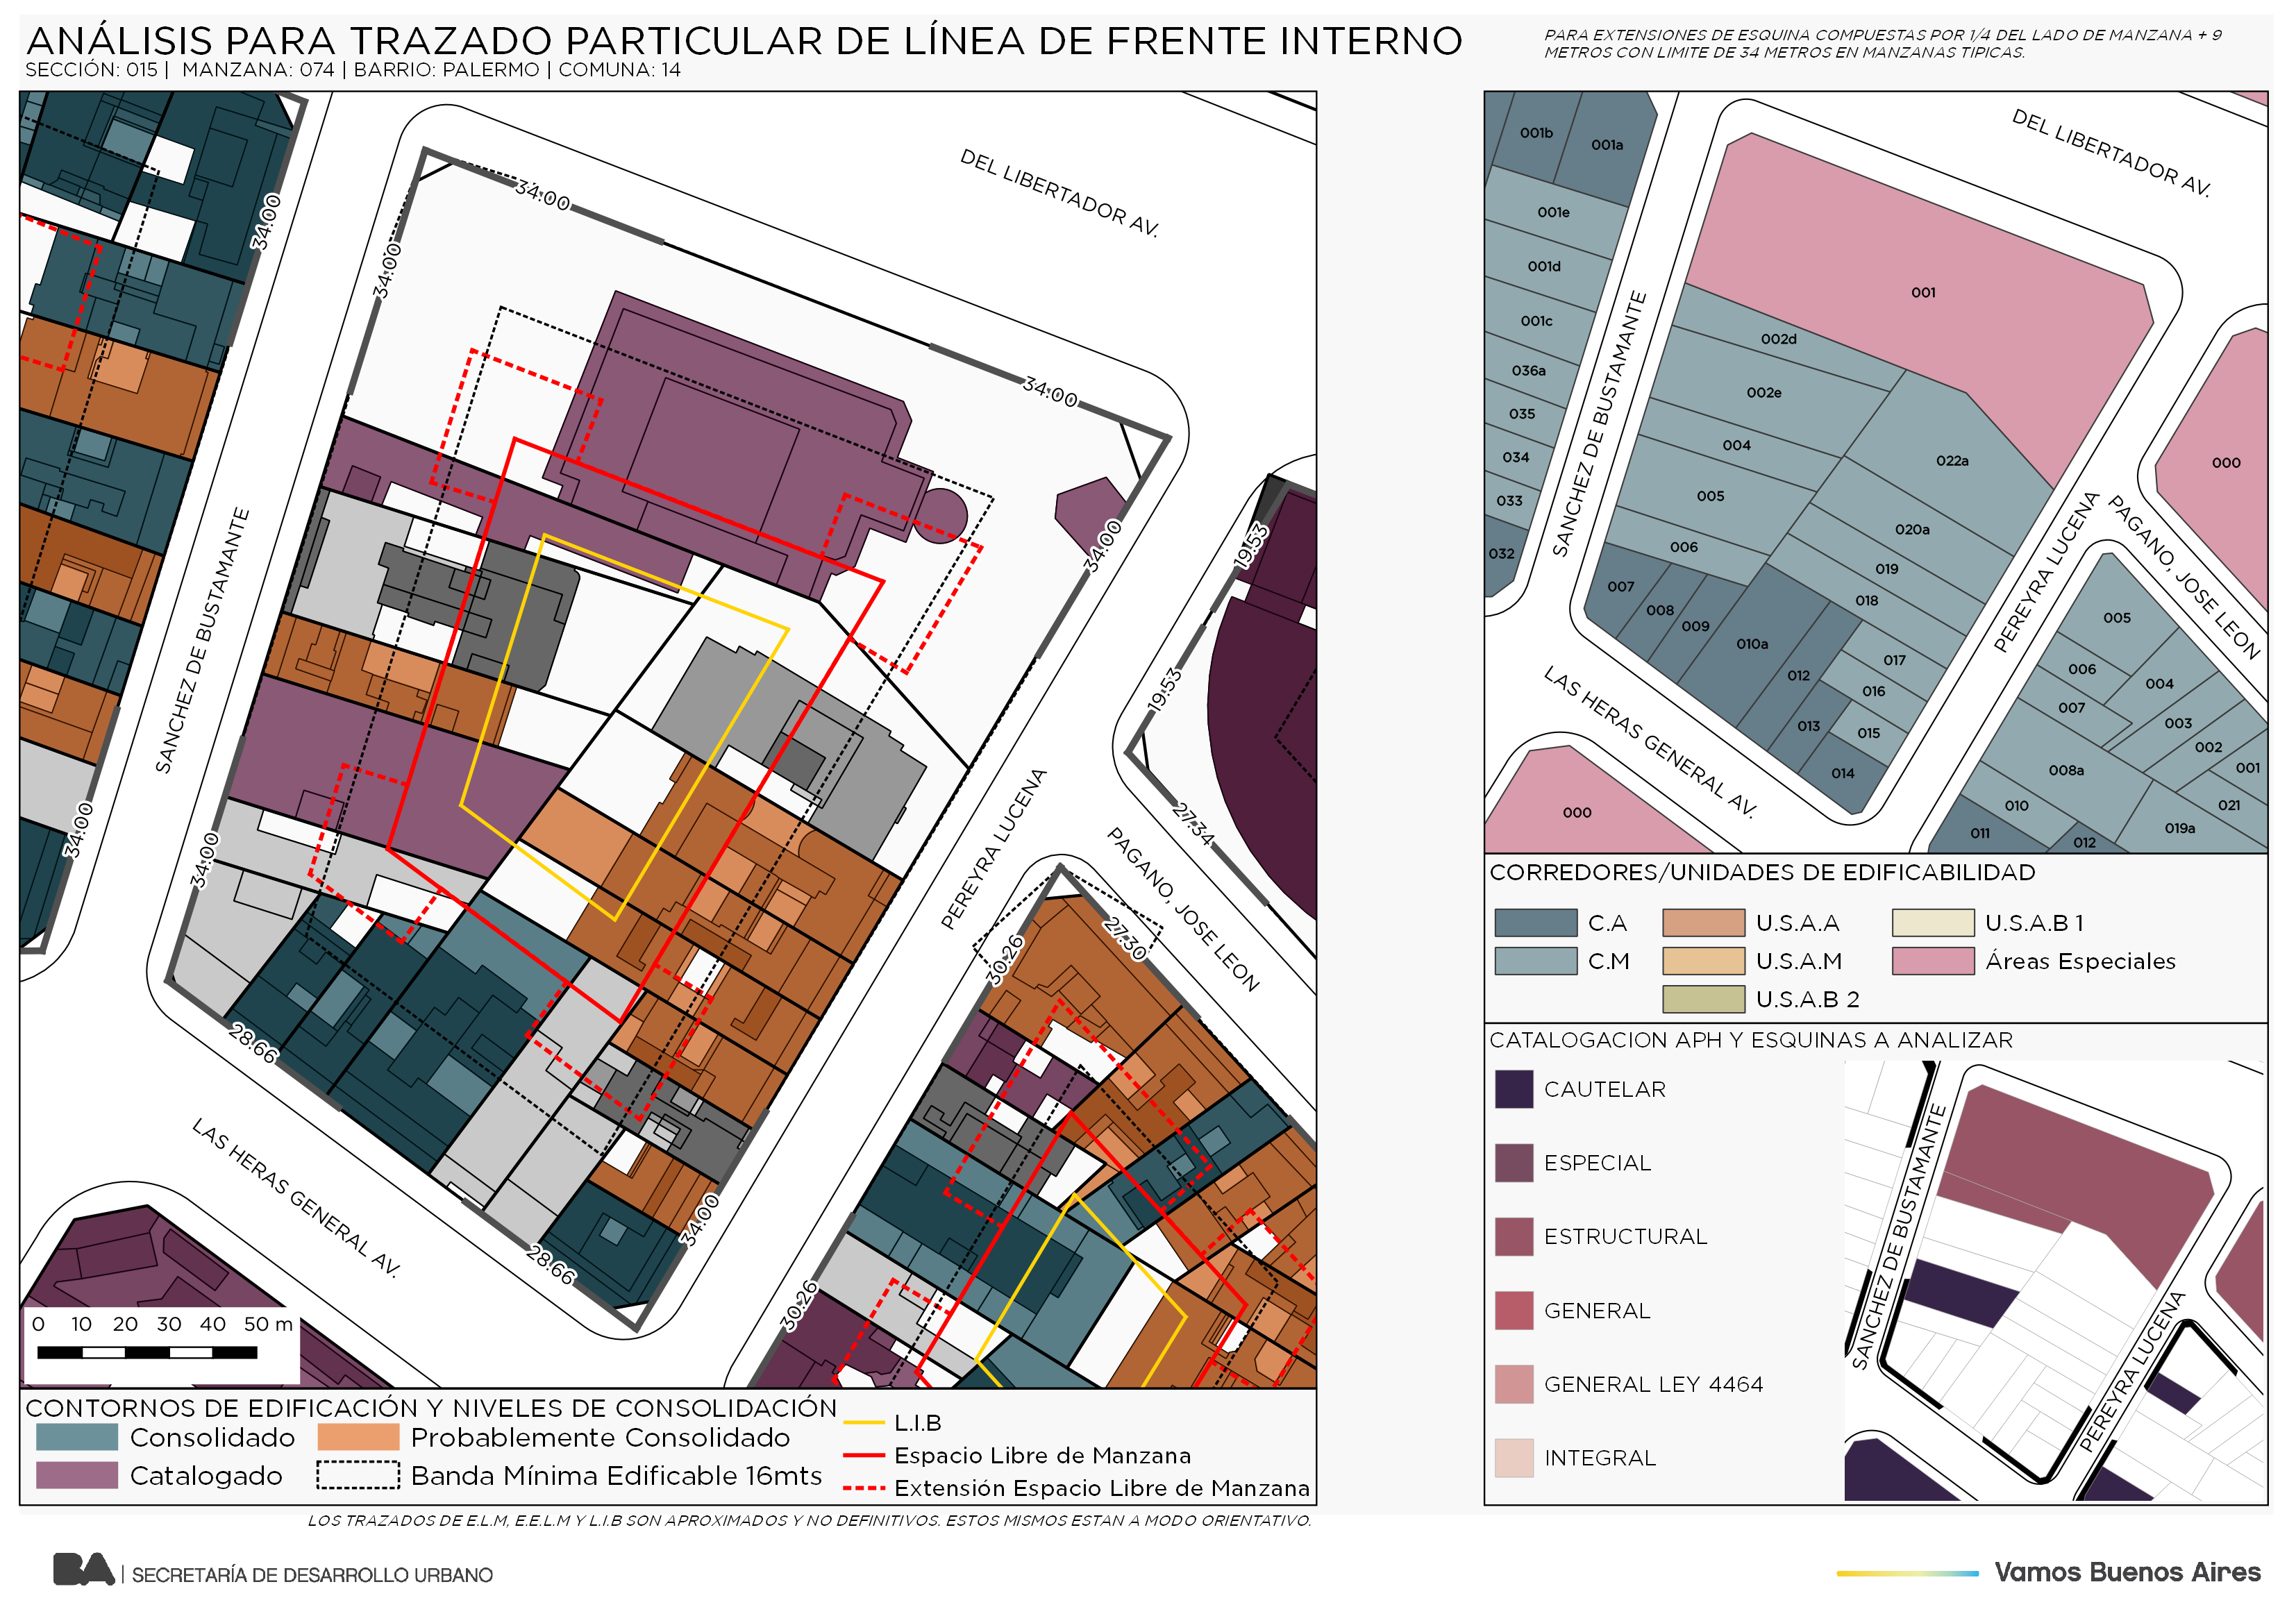 ANÁLISIS PARA TRAZADO PARTICULAR DE LÍNEA DE FRENTE INTERNO
SECCIÓN: 015 | MANZANA: 074 | BARRIO: PALERMO | COMUNA: 14
PARA EXTENSIONES DE ESQUINA COMPUESTAS POR 1/4 DEL LADO DE MANZANA + 9
METROS CON LIMITE DE 34 METROS EN MANZANAS TIPICAS.
DEL LIBERTADOR AV.
34:00
34:00
34:00
34:00
34:00
SANCHEZ DE BUSTAMANTE
34:00
34:00
28.66
28.66
34:00
LAS HERAS GENERAL AV.
PEREYRA LUCENA
PAGANO, JOSE LEON
19:53
19:53
27:34
27:30
30.26
30:26
0 10 20 30 40 50 m
CONTORNOS DE EDIFICACIÓN Y NIVELES DE CONSOLIDACIÓN
Consolidado
Probablemente Consolidado
Catalogado
Banda Mínima Edificable 16mts
L.I.B
Espacio Libre de Manzana
Extensión Espacio Libre de Manzana
LOS TRAZADOS DE E.L.M, E.E.L.M Y L.I.B SON APROXIMADOS Y NO DEFINITIVOS. ESTOS MISMOS ESTAN A MODO ORIENTATIVO.
DEL LIBERTADOR AV.
SANCHEZ DE BUSTAMANTE
LAS HERAS GENERAL AV.
PEREYRA LUCENA
PAGANO, JOSE LEON
001b
001a
001e
001d
001c
036a
035
034
033
032
001
002d
002e
004
005
006
007
008
009
010a
012
013
014
015
016
017
018
019
020a
022a
000
000
005
006
004
007
003
002
001
008a
021
010
019a
011
012
CORREDORES/UNIDADES DE EDIFICABILIDAD
C.A
U.S.A.A
U.S.A.B 1
C.M
U.S.A.M
Áreas Especiales
U.S.A.B 2
CATALOGACION APH Y ESQUINAS A ANALIZAR
CAUTELAR
ESPECIAL
ESTRUCTURAL
GENERAL
GENERAL LEY 4464
INTEGRAL
SANCHEZ DE BUSTAMANTE
PEREYRA LUCENA
BA | SECRETARÍA DE DESARROLLO URBANO
Vamos Buenos Aires